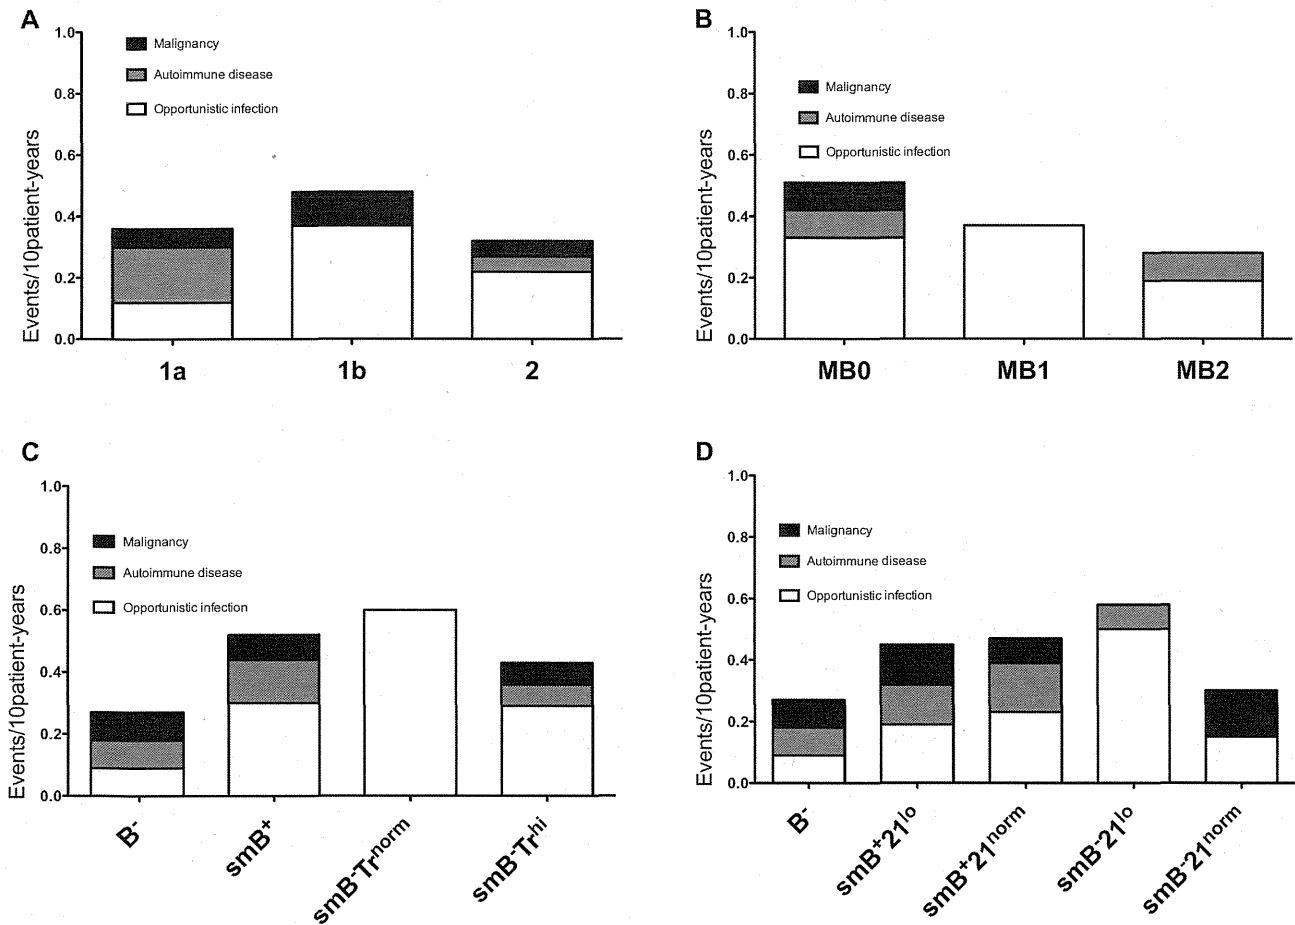 A
Events/10patient-years
1.0
0.8
0.6
0.4
0.2
0.0
Malignancy
Autoimmune disease
Opportunistic infection
1a 1b 2
B
Events/10patient-years
1.0
0.8
0.6
0.4
0.2
0.0
Malignancy
Autoimmune disease
Opportunistic infection
MB0 MB1 MB2
C
Events/10patient-years
1.0
0.8
0.6
0.4
0.2
0.0
Malignancy
Autoimmune disease
Opportunistic infection
B⁻
smB⁺
smB⁻Trⁿᵒʳᵐ
smB⁻Trʰⁱ
D
Events/10patient-years
1.0
0.8
0.6
0.4
0.2
0.0
Malignancy
Autoimmune disease
Opportunistic infection
B⁻
smB⁺21ˡᵒ
smB⁺21ⁿᵒʳᵐ
smB⁻21ˡᵒ
smB⁻21ⁿᵒʳᵐ